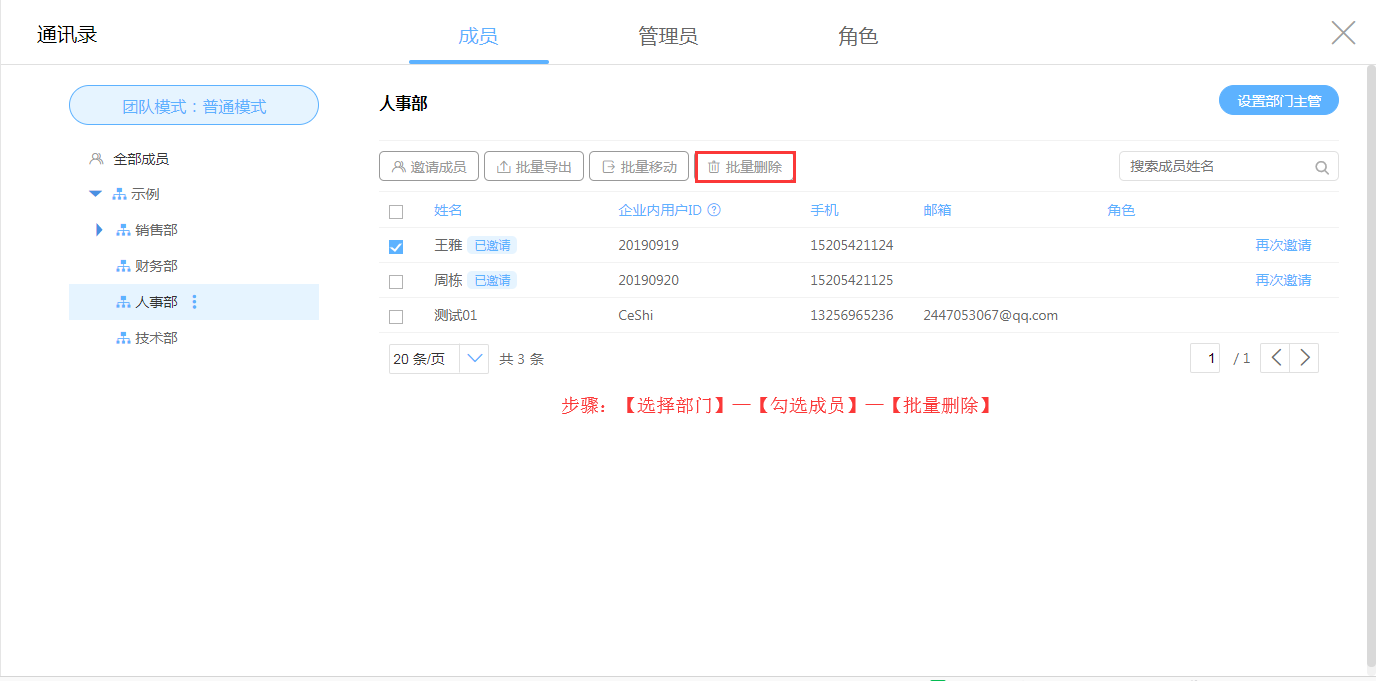 通讯录
成员 管理员 角色
团队模式：普通模式
全部成员
示例
销售部
财务部
人事部
技术部
人事部 设置部门主管
邀请成员 批量导出 批量移动 批量删除 搜索成员姓名
姓名 企业内用户ID 手机 邮箱 角色
王雅 已邀请 20190919 15205421124 再次邀请
周栋 已邀请 20190920 15205421125 再次邀请
测试01 CeShi 13256965236 2447053067@qq.com
20 条/页 共 3 条 1 / 1
步骤：【选择部门】—【勾选成员】—【批量删除】